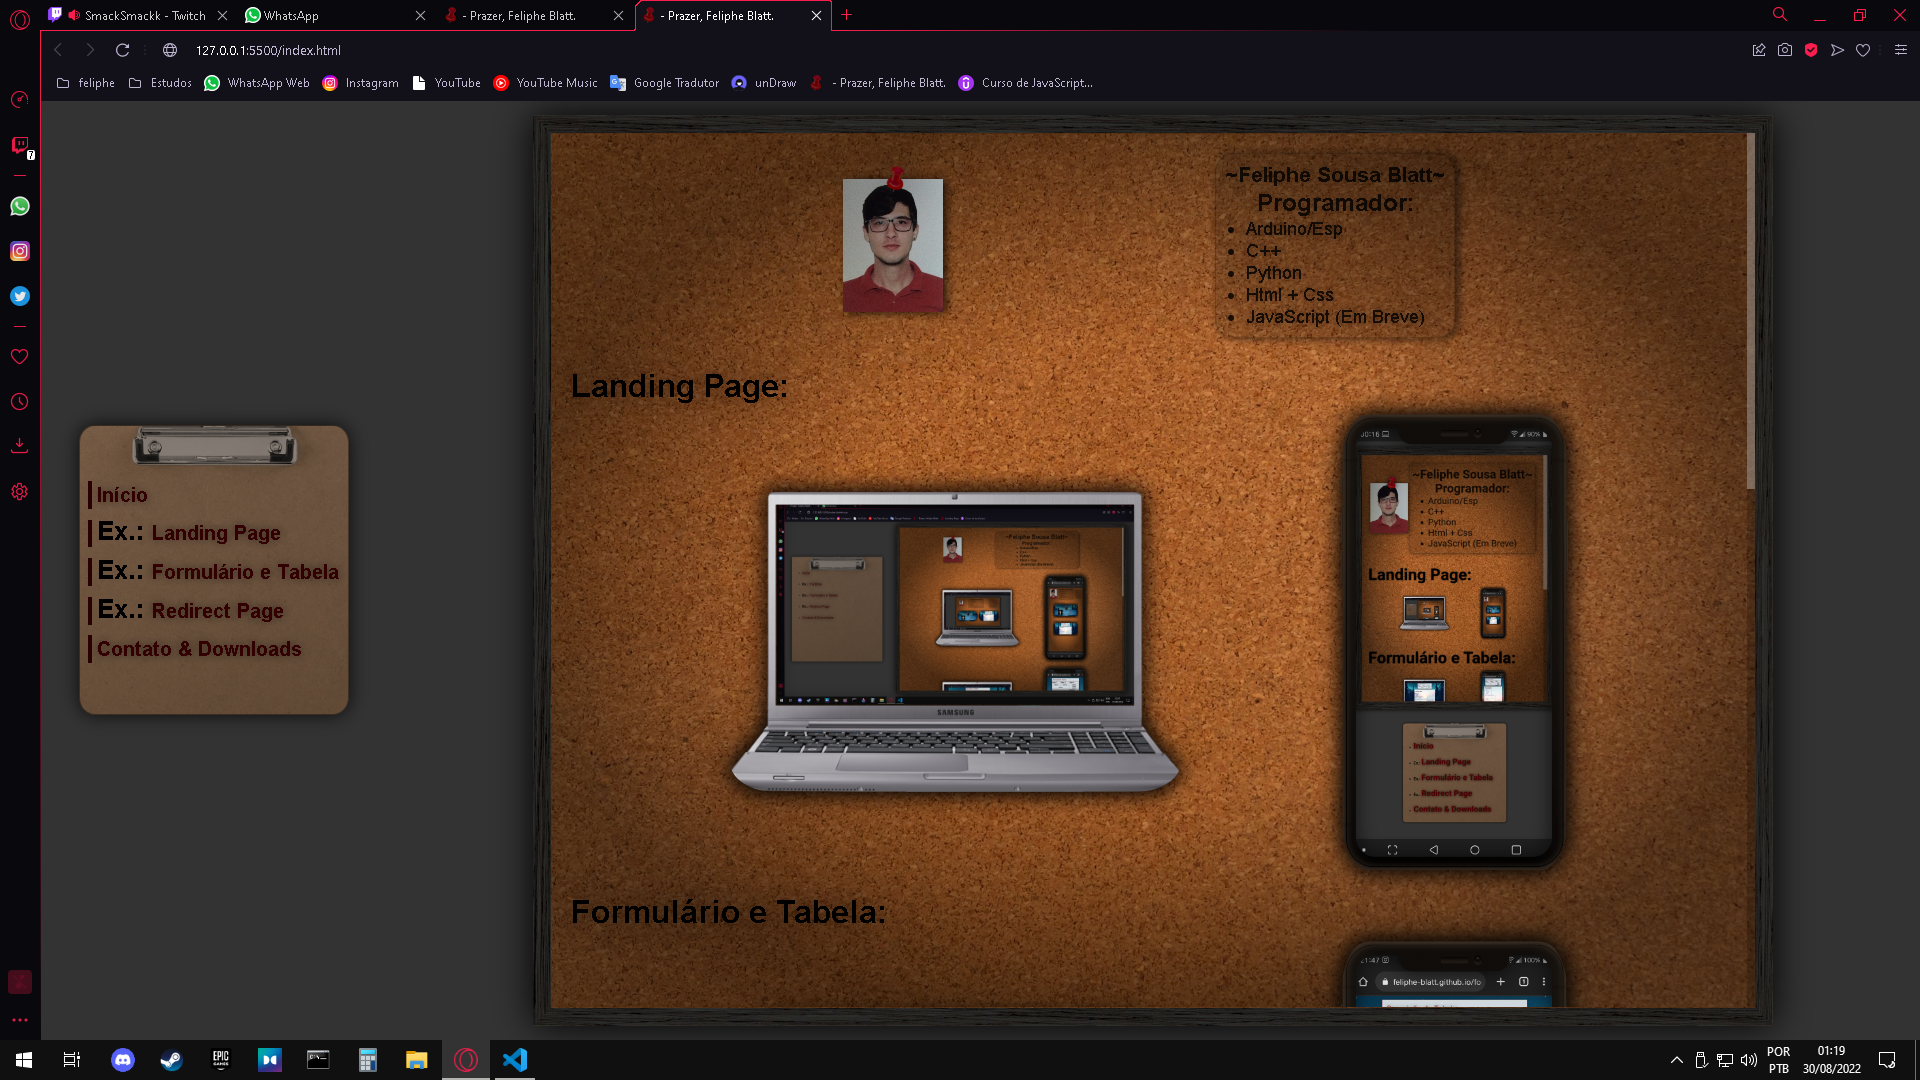 SmackSmackk - Twitch
WhatsApp
- Prazer, Feliphe Blatt.
- Prazer, Feliphe Blatt.
127.0.0.1:5500/index.html
feliphe
Estudos
WhatsApp Web
Instagram
YouTube
YouTube Music
Google Tradutor
unDraw
- Prazer, Feliphe Blatt.
Curso de JavaScript...
7
~Feliphe Sousa Blatt~
Programador:
Arduino/Esp
C++
Python
Html + Css
JavaScript (Em Breve)
Landing Page:
Início
Ex.: Landing Page
Ex.: Formulário e Tabela
Ex.: Redirect Page
Contato & Downloads
SAMSUNG
90%
~Feliphe Sousa Blatt~
Programador:
Arduino/Esp
C++
Python
Html + Css
JavaScript (Em Breve)
Landing Page:
Formulário e Tabela:
Início
Landing Page
Formulário e Tabela
Redirect Page
Contato & Downloads
Formulário e Tabela:
100%
feliphe-blatt.github.io/fo
EPIC
GAMES
POR
PTB
01:19
30/08/2022